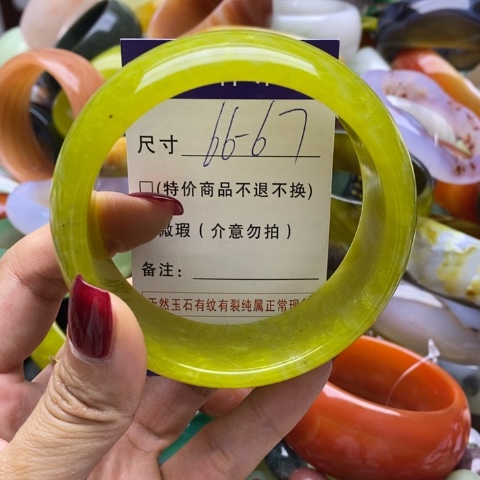 尺寸 66-67
□(特价商品不退不换)
微瑕(介意勿拍)
备注:
天然玉石有纹有裂纯属正常现